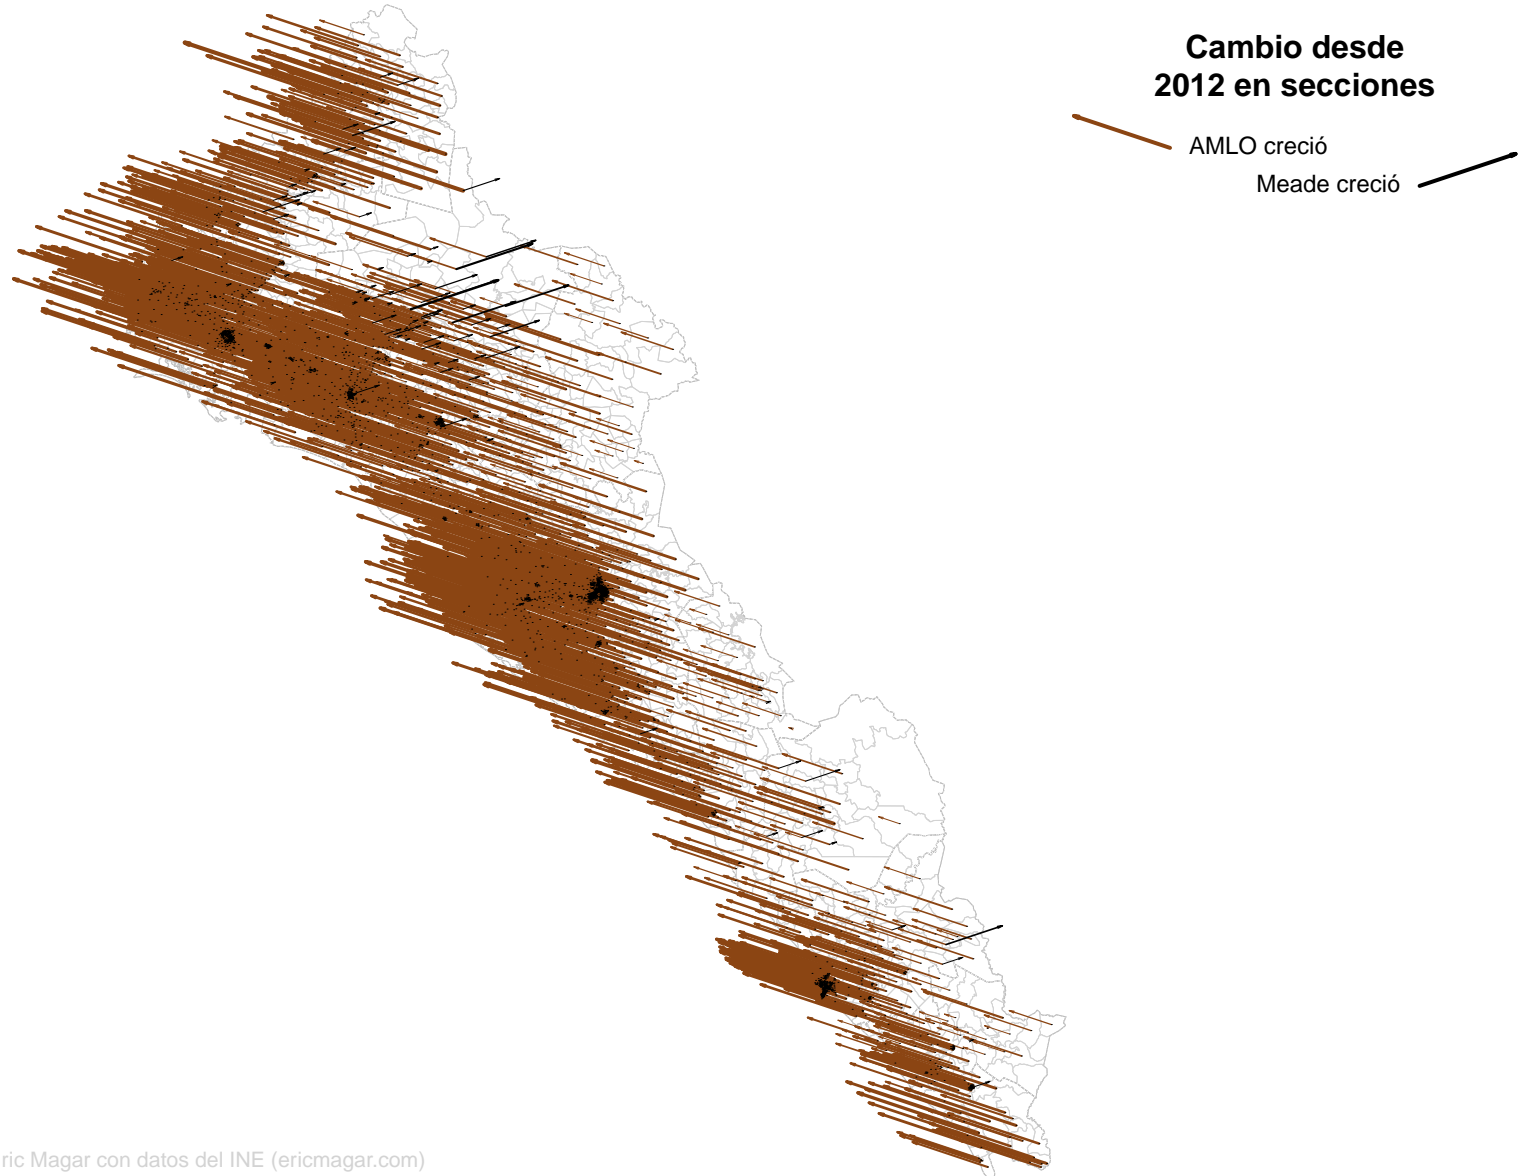 Cambio desde
2012 en secciones
AMLO creció
Meade creció
ric Magar con datos del INE (ericmagar.com)